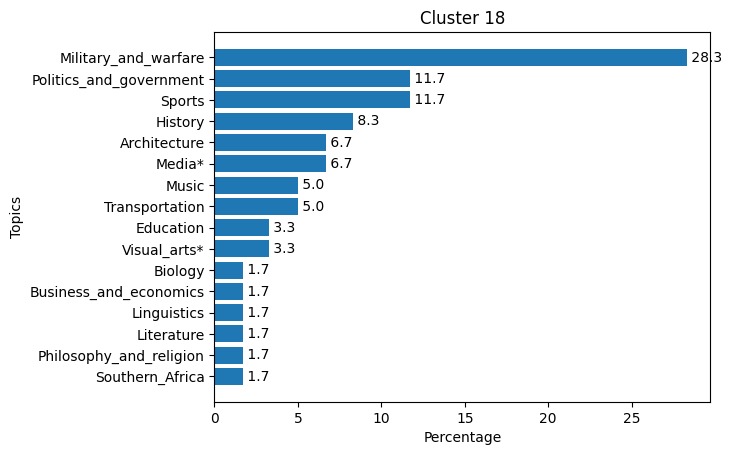 Cluster 18
Military_and_warfare 28.3
Politics_and_government 11.7
Sports 11.7
History 8.3
Architecture 6.7
Media* 6.7
Music 5.0
Transportation 5.0
Education 3.3
Visual_arts* 3.3
Biology 1.7
Business_and_economics 1.7
Linguistics 1.7
Literature 1.7
Philosophy_and_religion 1.7
Southern_Africa 1.7
Topics
0 5 10 15 20 25
Percentage